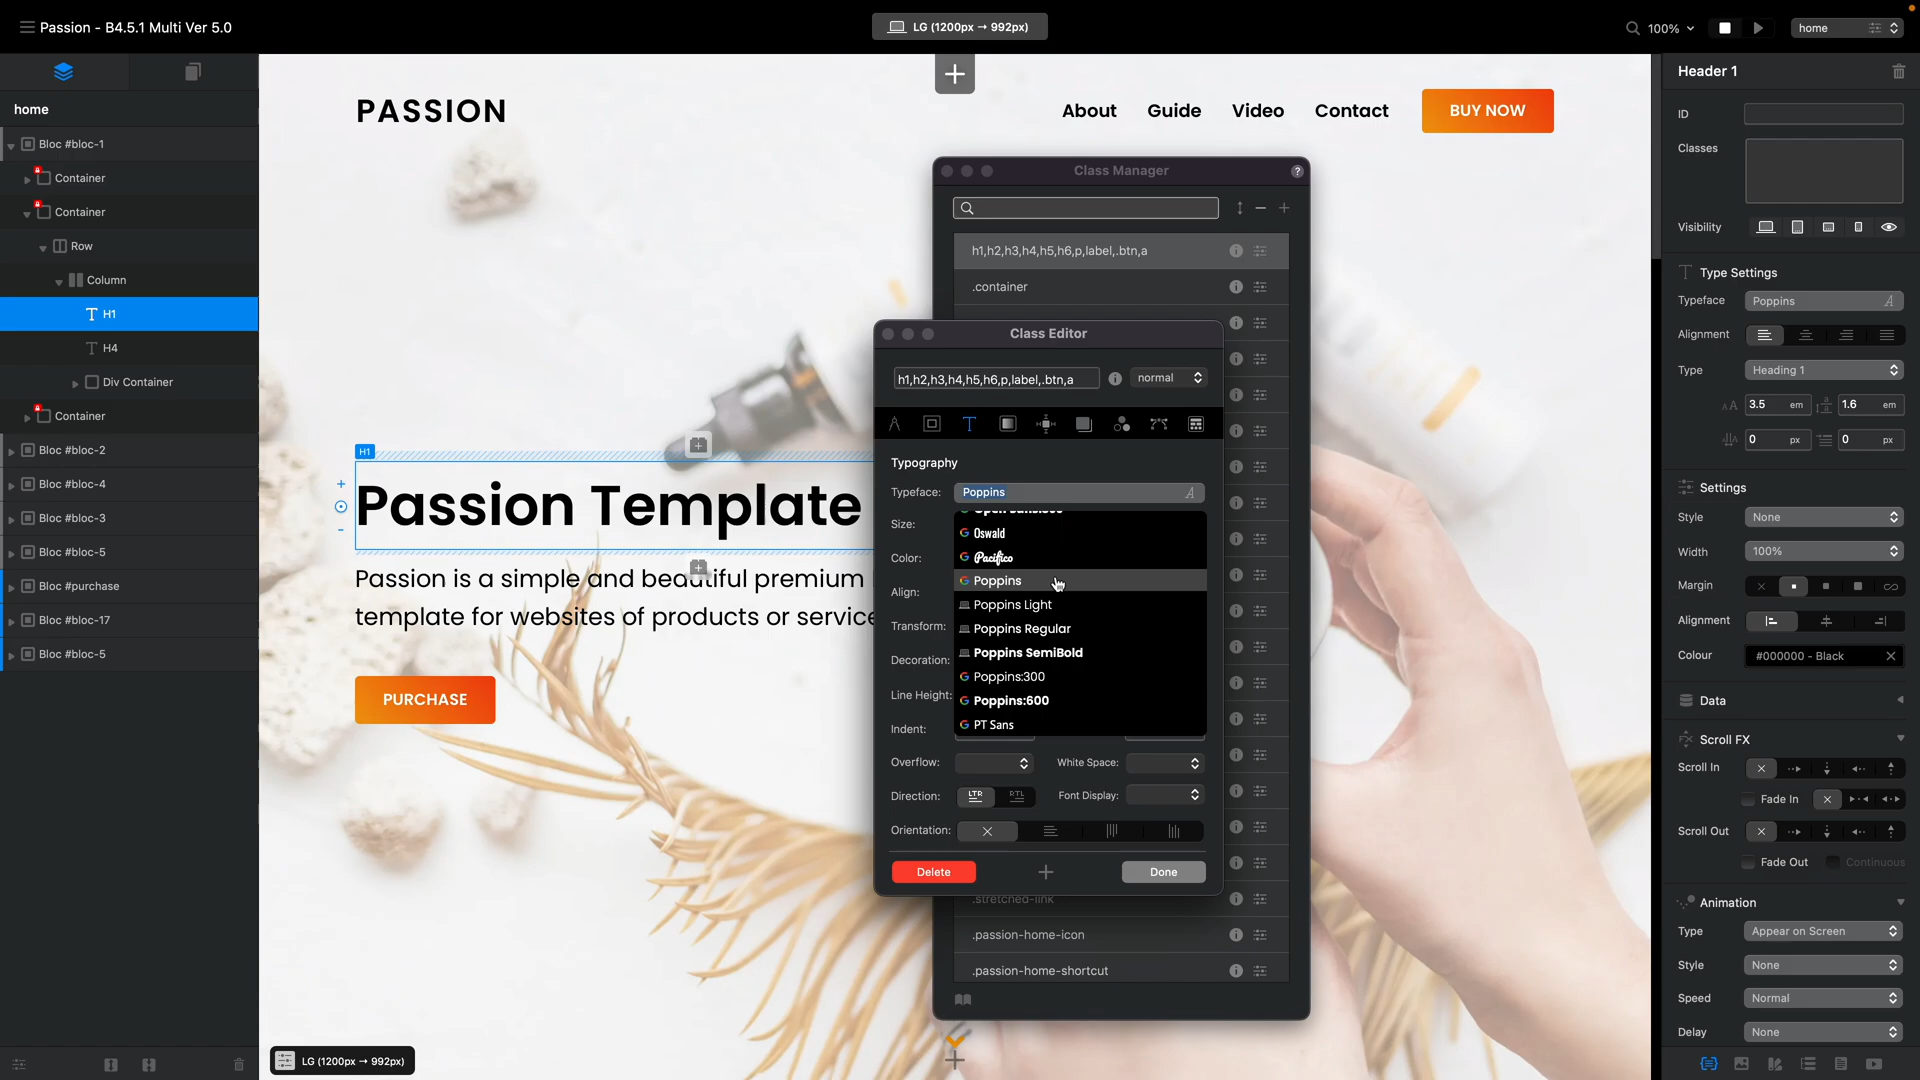 Passion - B4.5.1 Multi Ver 5.0
LG (1200px → 992px)
100%
home
home
Bloc #bloc-1
Container
Container
Row
Column
H1
H4
Div Container
Container
Bloc #bloc-2
Bloc #bloc-4
Bloc #bloc-3
Bloc #bloc-5
Bloc #purchase
Bloc #bloc-17
Bloc #bloc-5
PASSION
About
Guide
Video
Contact
BUY NOW
H1
Passion Template
Passion is a simple and beautiful premium
template for websites of products or service
PURCHASE
LG (1200px → 992px)
Class Manager
?
h1,h2,h3,h4,h5,h6,p,label,.btn,a
.container
.stretched-link
.passion-home-icon
.passion-home-shortcut
Class Editor
h1,h2,h3,h4,h5,h6,p,label,.btn,a
normal
Typography
Typeface:
Poppins
Size:
Color:
Align:
Transform:
Decoration:
Line Height:
Indent:
Oswald
Pacifico
Poppins
Poppins Light
Poppins Regular
Poppins SemiBold
Poppins:300
Poppins:600
PT Sans
Overflow:
White Space:
Direction:
LTR
RTL
Font Display:
Orientation:
Delete
Done
Header 1
ID
Classes
Visibility
Type Settings
Typeface
Poppins
Alignment
Type
Heading 1
3.5 em
1.6 em
0 px
0 px
Settings
Style
None
Width
100%
Margin
Alignment
Colour
#000000 - Black
Data
Scroll FX
Scroll In
Fade In
Scroll Out
Fade Out
Continuous
Animation
Type
Appear on Screen
Style
None
Speed
Normal
Delay
None